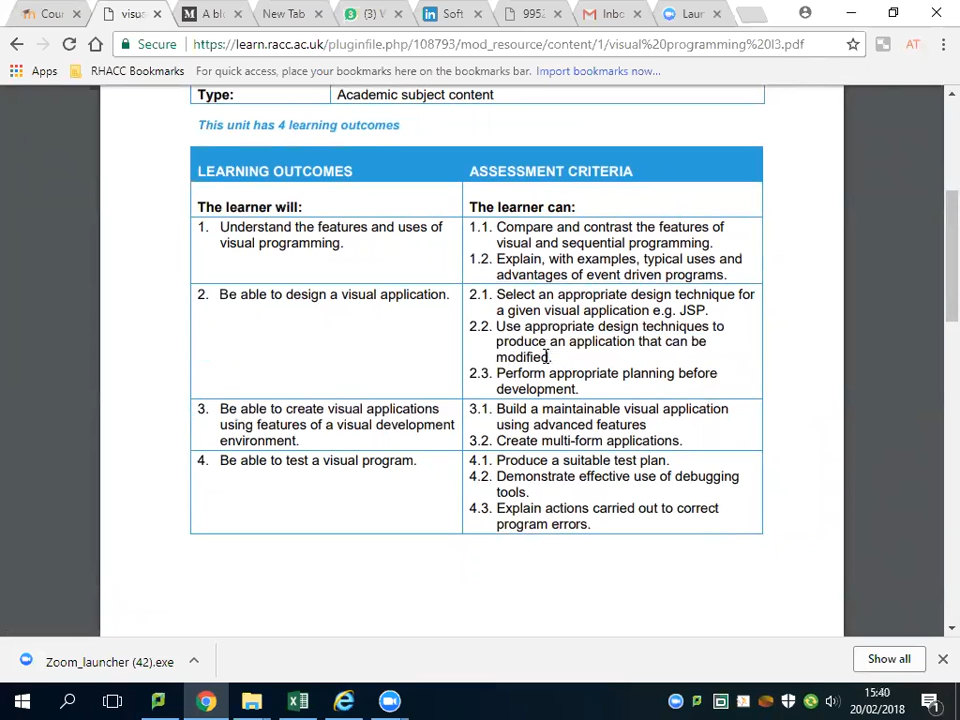 Cour
visua
A bl
New Tab
(3) W
Soft
9952
Inbc
Laur
Secure
https://learn.racc.ac.uk/pluginfile.php/108793/mod_resource/content/1/visual%20programming%20l3.pdf
AT
Apps
RHACC Bookmarks
For quick access, place your bookmarks here on the bookmarks bar. Import bookmarks now...
Type: Academic subject content
This unit has 4 learning outcomes
LEARNING OUTCOMES
ASSESSMENT CRITERIA
The learner will:
The learner can:
1. Understand the features and uses of
visual programming.
1.1. Compare and contrast the features of
visual and sequential programming.
1.2. Explain, with examples, typical uses and
advantages of event driven programs.
2. Be able to design a visual application.
2.1. Select an appropriate design technique for
a given visual application e.g. JSP.
2.2. Use appropriate design techniques to
produce an application that can be
modified.
2.3. Perform appropriate planning before
development.
3. Be able to create visual applications
using features of a visual development
environment.
3.1. Build a maintainable visual application
using advanced features
3.2. Create multi-form applications.
4. Be able to test a visual program.
4.1. Produce a suitable test plan.
4.2. Demonstrate effective use of debugging
tools.
4.3. Explain actions carried out to correct
program errors.
Zoom_launcher (42).exe
Show all
15:40
20/02/2018
1